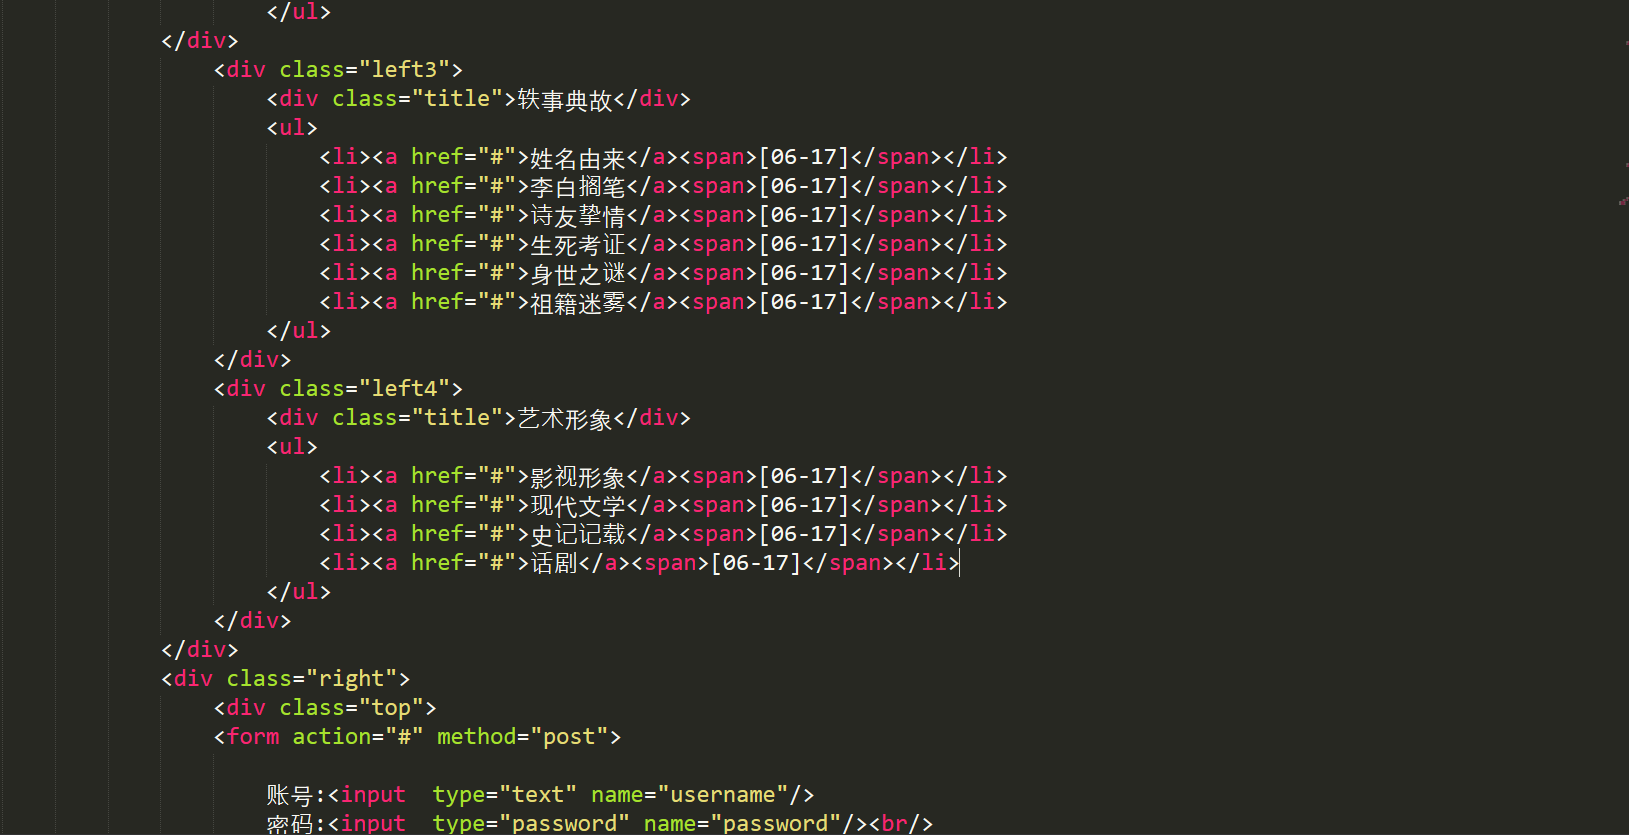 </ul>
</div>
<div class="left3">
<div class="title">轶事典故</div>
<ul>
<li><a href="#">姓名由来</a><span>[06-17]</span></li>
<li><a href="#">李白搁笔</a><span>[06-17]</span></li>
<li><a href="#">诗友挚情</a><span>[06-17]</span></li>
<li><a href="#">生死考证</a><span>[06-17]</span></li>
<li><a href="#">身世之谜</a><span>[06-17]</span></li>
<li><a href="#">祖籍迷雾</a><span>[06-17]</span></li>
</ul>
</div>
<div class="left4">
<div class="title">艺术形象</div>
<ul>
<li><a href="#">影视形象</a><span>[06-17]</span></li>
<li><a href="#">现代文学</a><span>[06-17]</span></li>
<li><a href="#">史记记载</a><span>[06-17]</span></li>
<li><a href="#">话剧</a><span>[06-17]</span></li>
</ul>
</div>
</div>
<div class="right">
<div class="top">
<form action="#" method="post">
账号:<input  type="text" name="username"/>
密码:<input  type="password" name="password"/><br/>